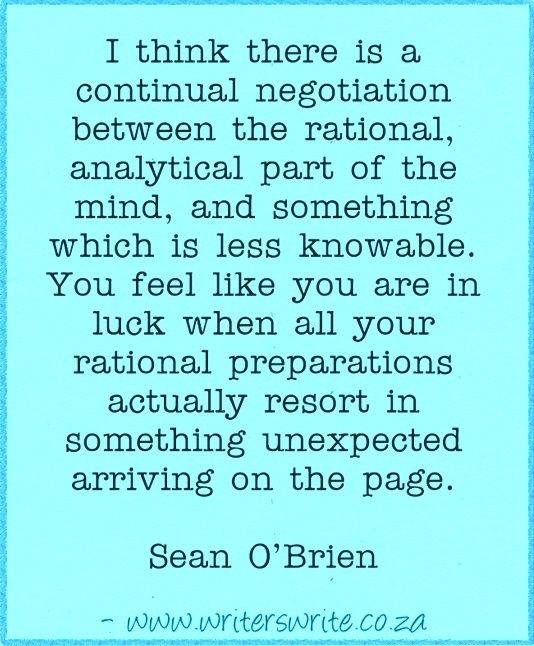 I think there is a
continual negotiation
between the rational,
analytical part of the
mind, and something
which is less knowable.
You feel like you are in
luck when all your
rational preparations
actually resort in
something unexpected
arriving on the page.
Sean O'Brien
- www.writerswrite.co.za